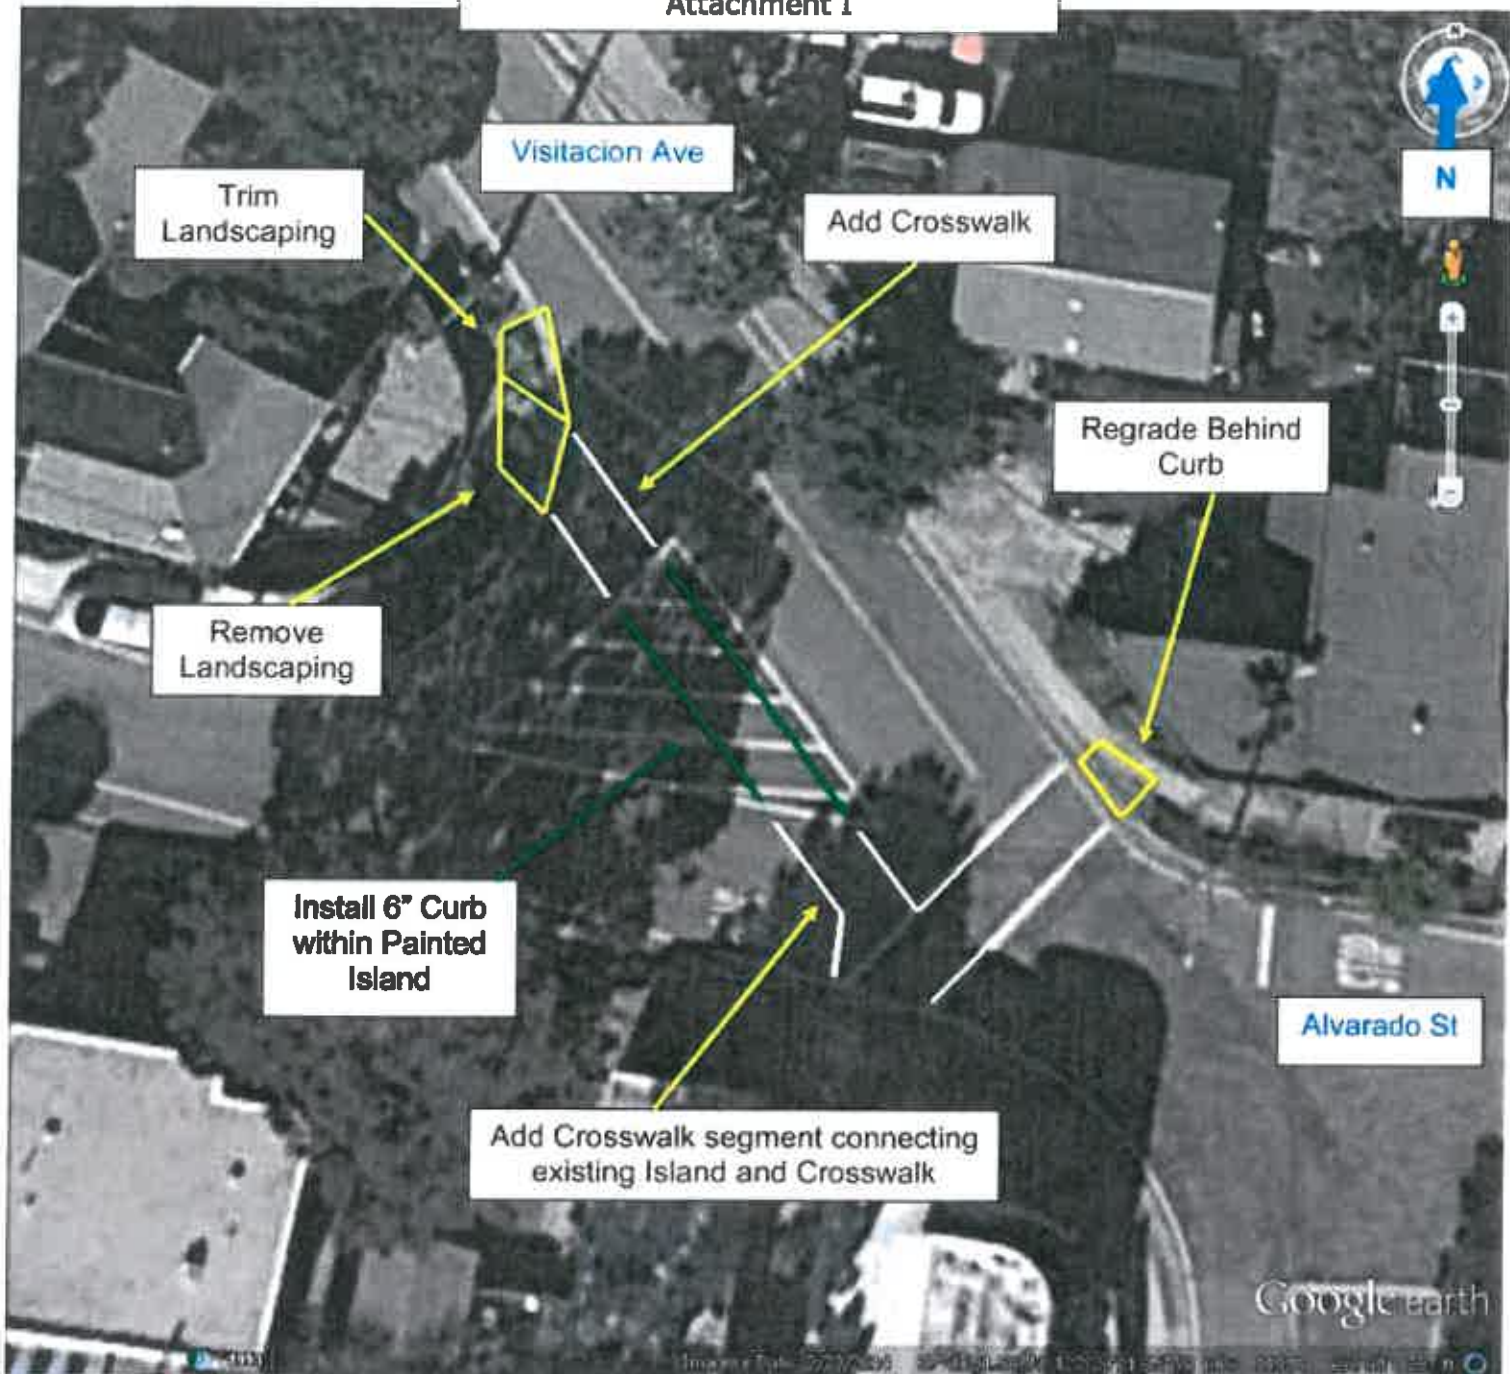 Attachment 1
Visitacion Ave
N
Trim
Landscaping
Add Crosswalk
Regrade Behind
Curb
Remove
Landscaping
Install 6" Curb
within Painted
Island
Alvarado St
Add Crosswalk segment connecting
existing Island and Crosswalk
Google earth